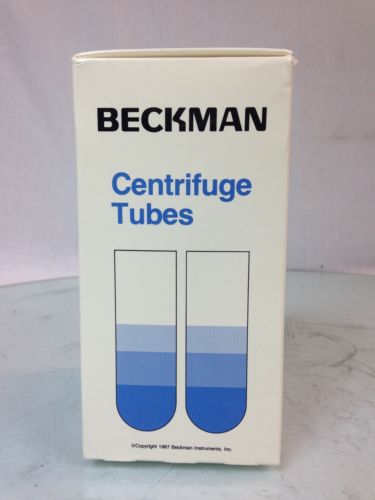 BECKMAN
Centrifuge
Tubes
©Copyright 1987 Beckman Instruments, Inc.